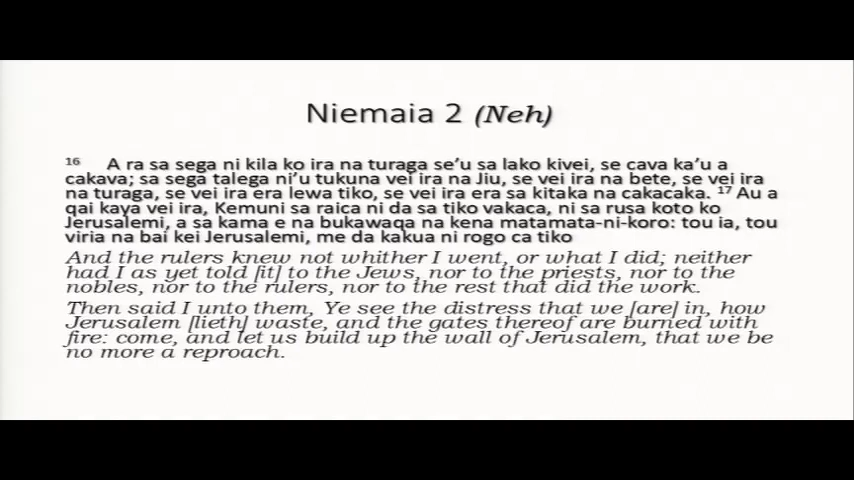 Niemaia 2 (Neh)
16 A ra sa sega ni kila ko ira na turaga se'u sa lako kivei, se cava ka'u a
cakava; sa sega talega ni'u tukuna vei ira na Jiu, se vei ira na bete, se vei ira
na turaga, se vei ira era lewa tiko, se vei ira era sa kitaka na cakacaka. 17 Au a
qai kaya vei ira, Kemuni sa raica ni da sa tiko vakaca, ni sa rusa koto ko
Jerusalemi, a sa kama e na bukawaqa na kena matamata-ni-koro: tou ia, tou
viria na bai kei Jerusalemi, me da kakua ni rogo ca tiko
And the rulers knew not whither I went, or what I did; neither
had I as yet told [it] to the Jews, nor to the priests, nor to the
nobles, nor to the rulers, nor to the rest that did the work.
Then said I unto them, Ye see the distress that we [are] in, how
Jerusalem [lieth] waste, and the gates thereof are burned with
fire: come, and let us build up the wall of Jerusalem, that we be
no more a reproach.